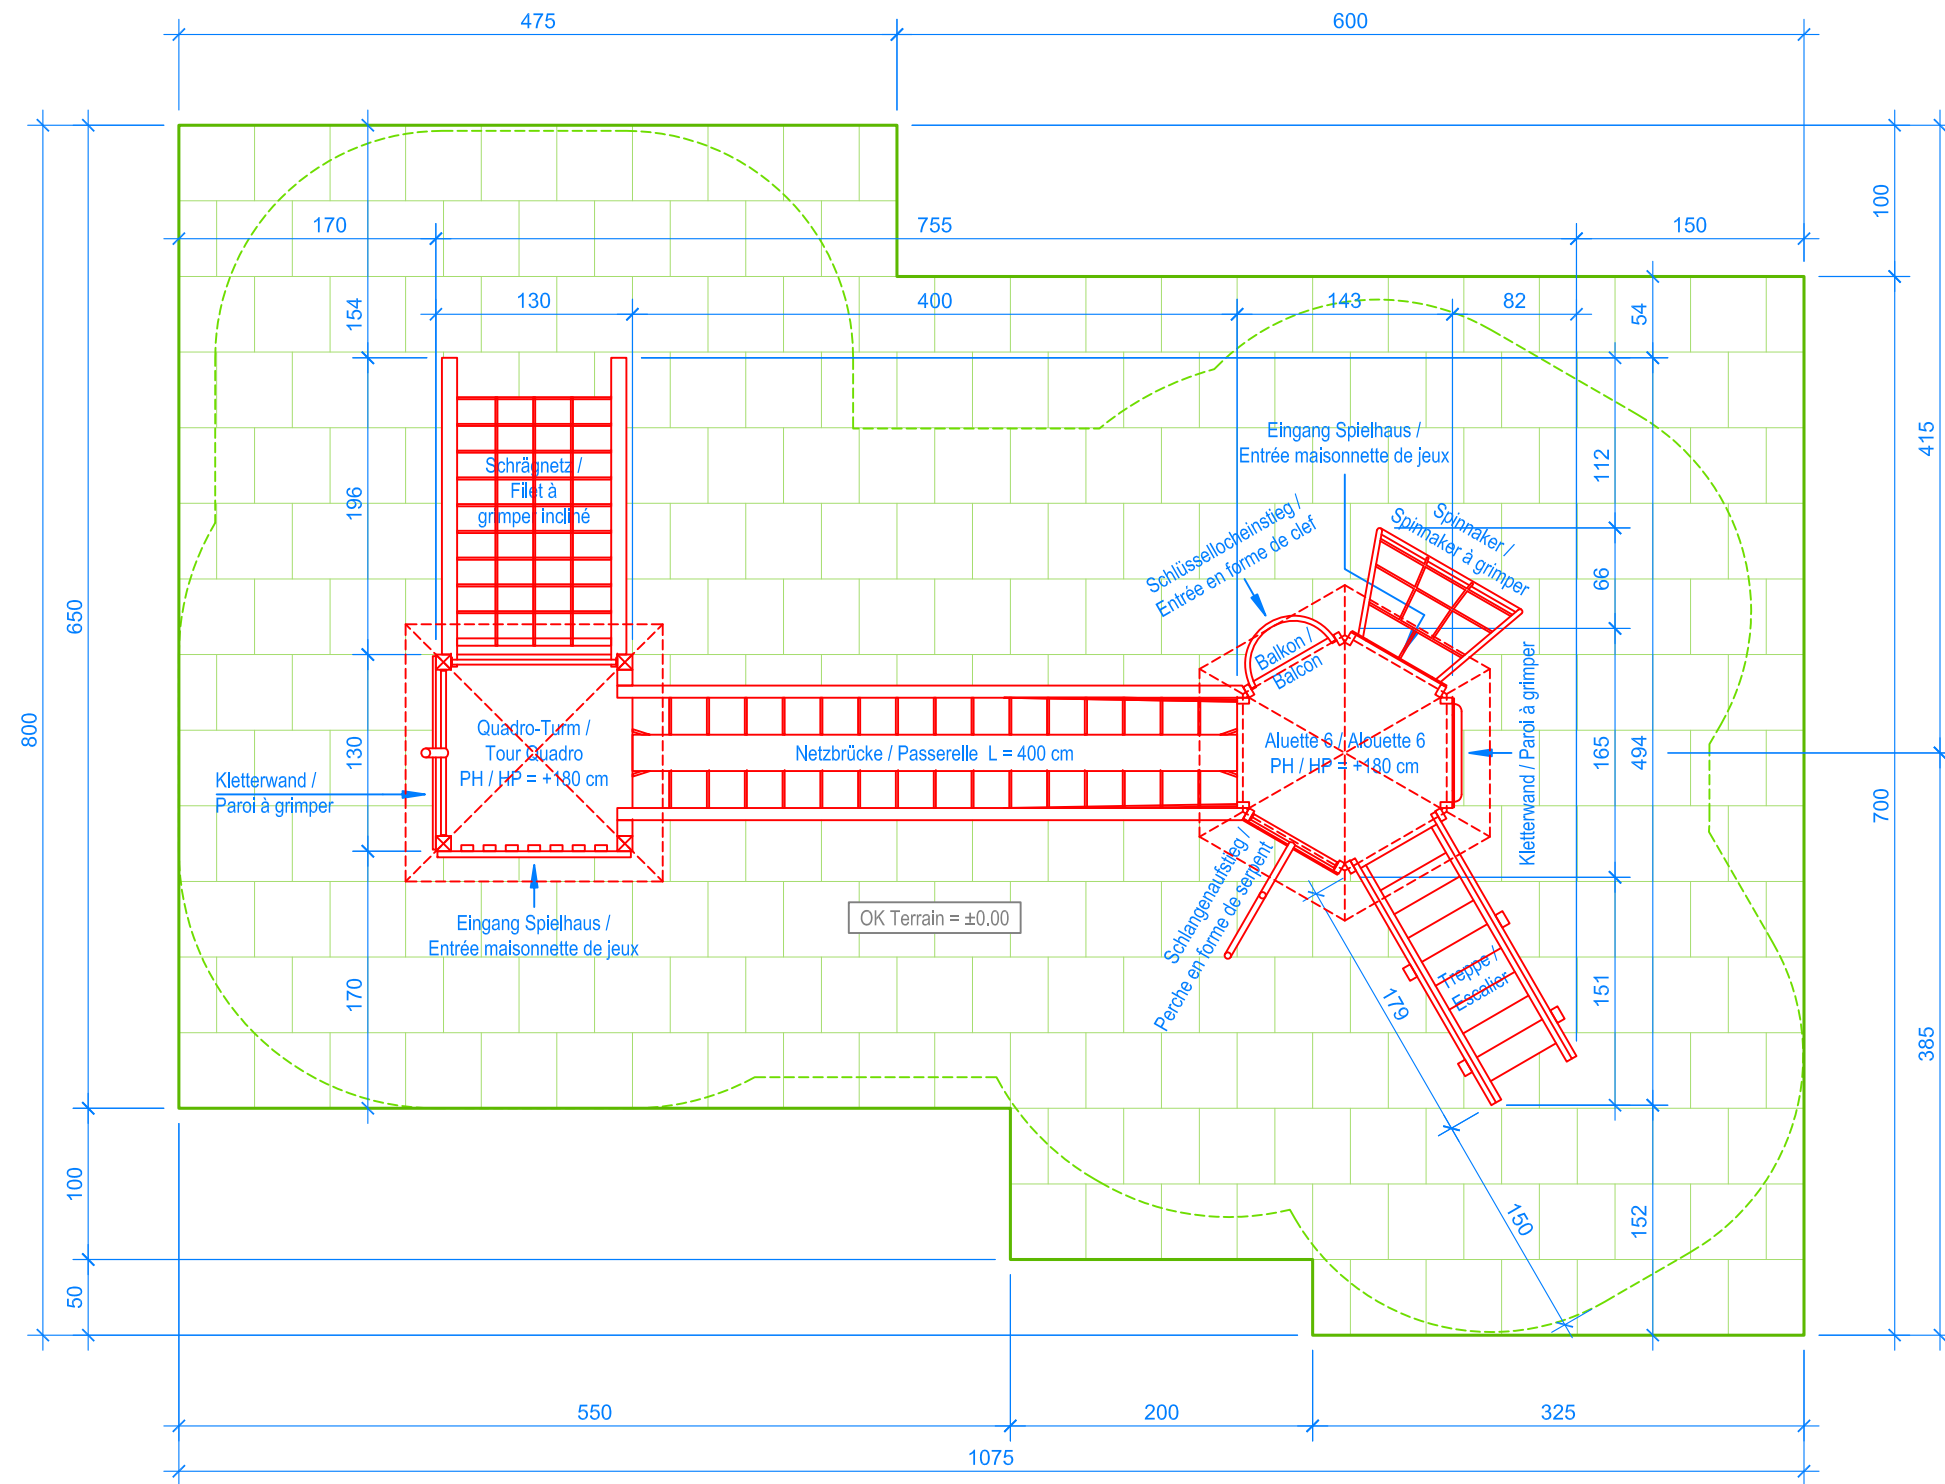 475
600
170
755
150
100
154
130
400
143
82
54
415
Eingang Spielhaus /
Entrée maisonnette de jeux
112
Schrägnetz /
Filet à
grimper incliné
196
Schlüssellocheinstieg /
Entrée en forme de clef
Spinnaker /
Spinnaker à grimper
66
650
800
Balkon /
Balcon
Quadro-Turm /
Tour Quadro
PH / HP = +180 cm
130
Netzbrücke / Passerelle L = 400 cm
Aluette 6 / Alouette 6
PH / HP = +180 cm
Kletterwand / Paroi à grimper
165
494
Kletterwand /
Paroi à grimper
700
Eingang Spielhaus /
Entrée maisonnette de jeux
OK Terrain = ±0.00
Schlangenaufstieg /
Perche en forme de serpent
Treppe /
Escalier
170
179
151
385
100
150
152
50
550
200
325
1075